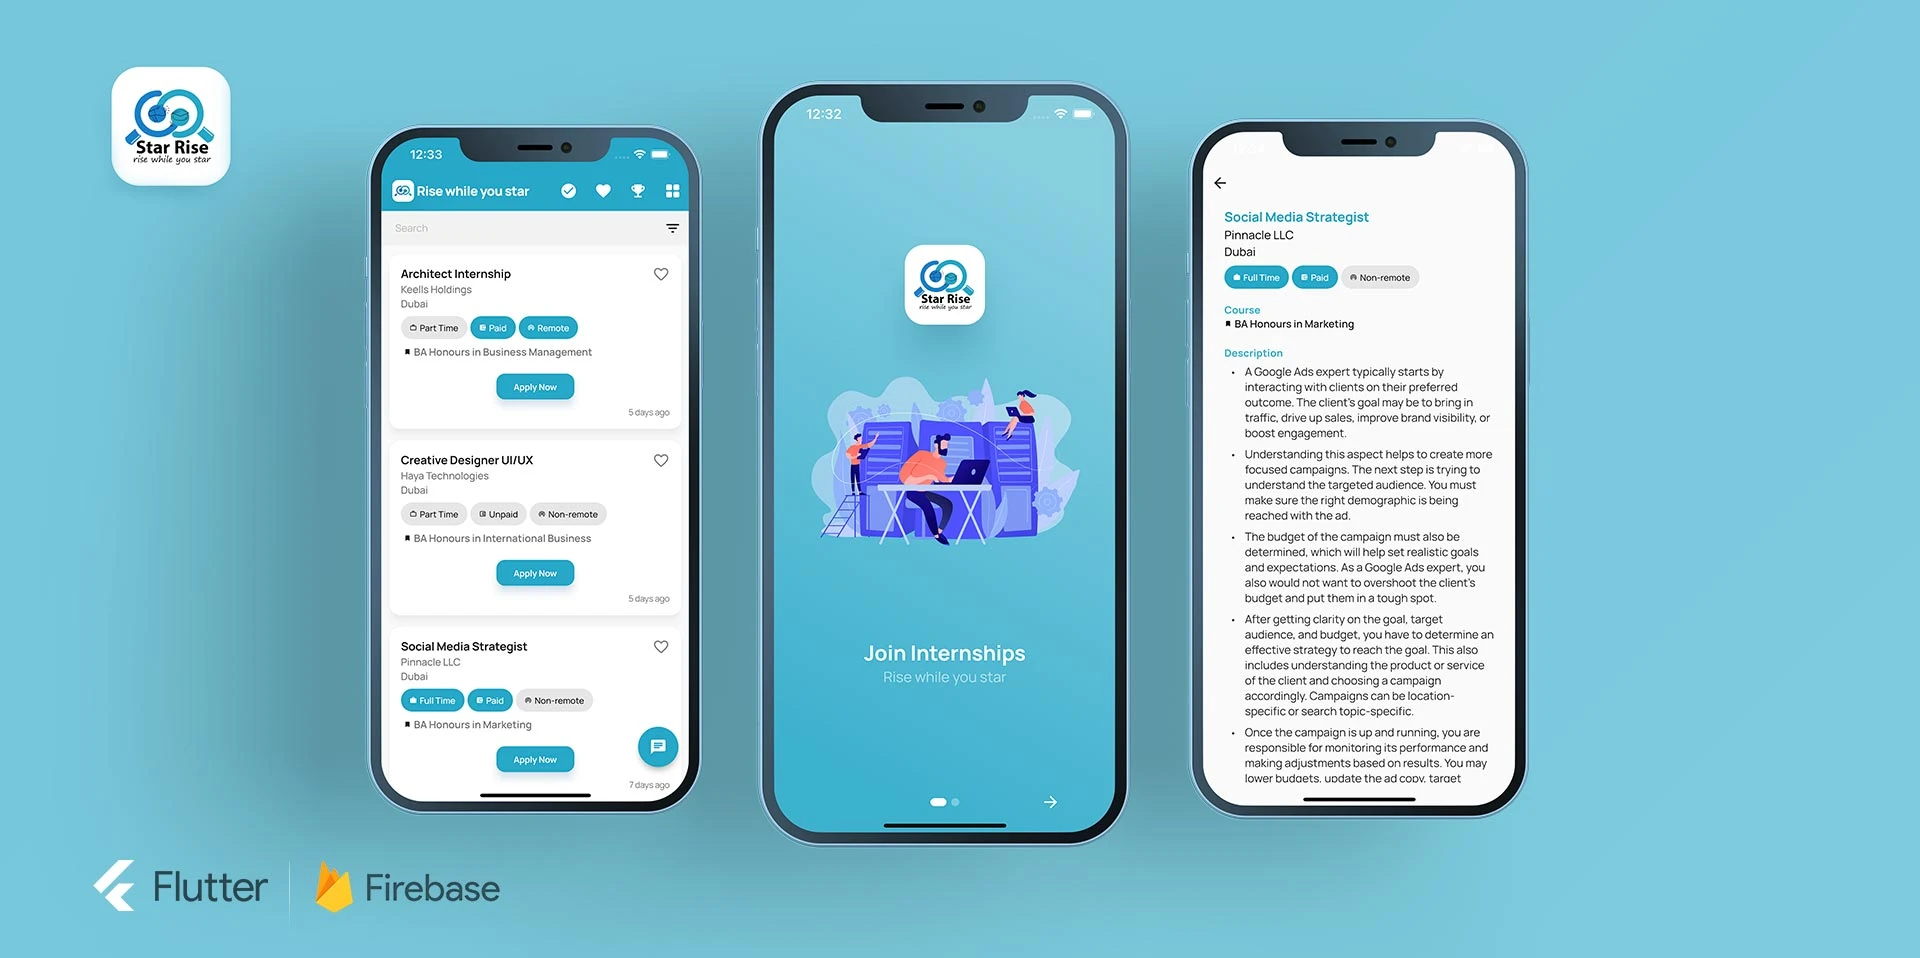 Star Rise
rise while you star
12:33
Rise while you star
Search
Architect Internship
Keells Holdings
Dubai
Part Time
Paid
Remote
BA Honours in Business Management
Apply Now
5 days ago
Creative Designer UI/UX
Haya Technologies
Dubai
Part Time
Unpaid
Non-remote
BA Honours in International Business
Apply Now
5 days ago
Social Media Strategist
Pinnacle LLC
Dubai
Full Time
Paid
Non-remote
BA Honours in Marketing
Apply Now
7 days ago
12:32
Star Rise
rise while you star
Join Internships
Rise while you star
Social Media Strategist
Pinnacle LLC
Dubai
Full Time
Paid
Non-remote
Course
BA Honours in Marketing
Description
• A Google Ads expert typically starts by
interacting with clients on their preferred
outcome. The client's goal may be to bring in
traffic, drive up sales, improve brand visibility, or
boost engagement.
• Understanding this aspect helps to create more
focused campaigns. The next step is trying to
understand the targeted audience. You must
make sure the right demographic is being
reached with the ad.
• The budget of the campaign must also be
determined, which will help set realistic goals
and expectations. As a Google Ads expert, you
also would not want to overshoot the client's
budget and put them in a tough spot.
• After getting clarity on the goal, target
audience, and budget, you have to determine an
effective strategy to reach the goal. This also
includes understanding the product or service
of the client and choosing a campaign
accordingly. Campaigns can be location-
specific or search topic-specific.
• Once the campaign is up and running, you are
responsible for monitoring its performance and
making adjustments based on results. You may
lower budgets, update the ad copy, target
Flutter
Firebase